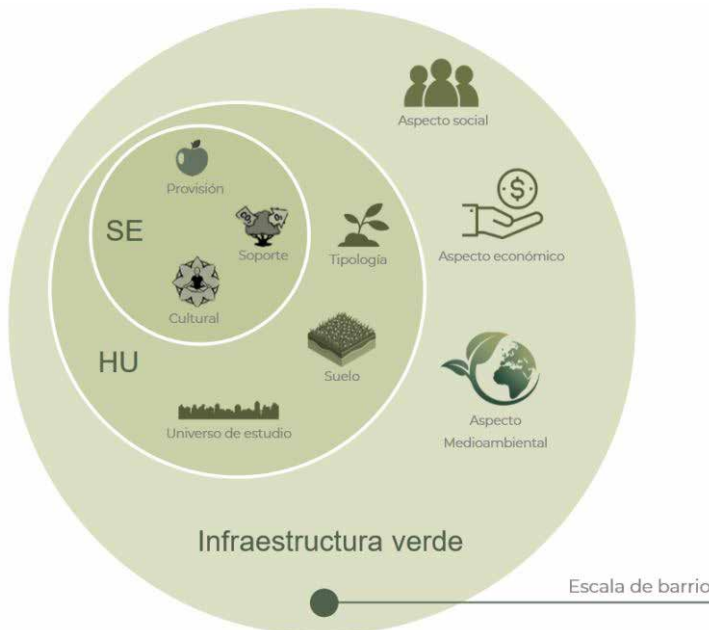 Aspecto social
Provisión
SE
Soporte
Tipología
Aspecto económico
Cultural
HU
Suelo
Universo de estudio
Aspecto
Medioambiental
Infraestructura verde
Escala de barrio